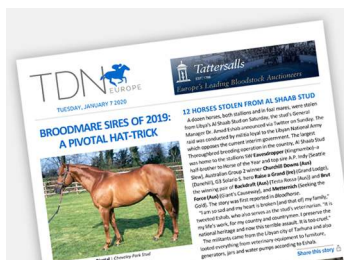 TDN
EUROPE
TUESDAY, JANUARY 7 2020
Tattersalls
Europe's Leading Bloodstock Auctioneers
BROODMARE SIRES OF 2019:
A PIVOTAL HAT-TRICK
Cheveley Park Stud
12 HORSES STOLEN FROM AL SHAAB STUD
A dozen horses, both stallions and in foal mares, were stolen
from Libya's Al Shaab Stud on Saturday, the stud's General
Manager Dr. Amad Eshab announced via Twitter on Sunday. The
raid was conducted by militia loyal to the Libyan National Army
which opposes the current interim government. The largest
Thoroughbred breeding operation in the country, Al Shaab Stud
was home to the stallions SW Eavesdropper (Kingmambo)--a
half-brother to Horse of the Year and top sire A.P. Indy (Seattle
Slew), Australian Group 2 winner Churchill Downs (Aus)
(Danehill), G3 Solario S. hero Raise a Grand (Ire) (Grand Lodge),
the winning pair of Backdraft (Aus) (Testa Rossa {Aus}) and Brut
Force (Aus) (Giant's Causeway), and Metternich (Seeking the
Gold). The story was first reported in Bloodhorse.
"I am so sad and my heart is broken [and that of] my family,"
tweeted Eshab, who also serves as the stud's veterinarian. "It is
my life's work, for my country and countrymen. I preserve the
national heritage and now this terrible assault. It is too cruel."
The militants came from the Libyan city of Tarhuna and also
looted everything from veterinary equipment to furniture,
generators, jars and water pumps according to Eshab.
Share this story